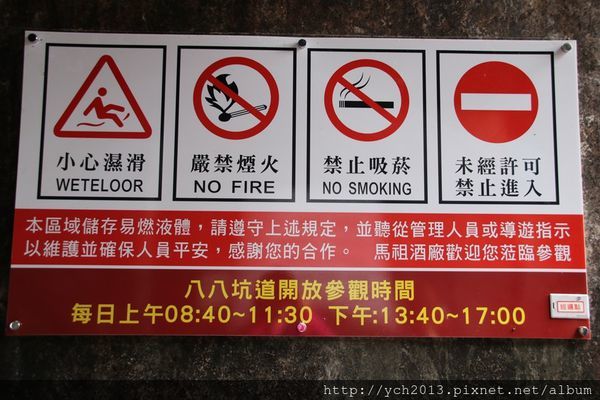 小心濕滑
WETELOOR
嚴禁煙火
NO FIRE
禁止吸菸
NO SMOKING
未經許可
禁止進入
本區域儲存易燃液體，請遵守上述規定，並聽從管理人員或導遊指示
以維護並確保人員平安，感謝您的合作。 馬祖酒廠歡迎您蒞臨參觀
八八坑道開放參觀時間
每日上午08:40~11:30 下午:13:40~17:00
http://ych2013.pixnet.net/album